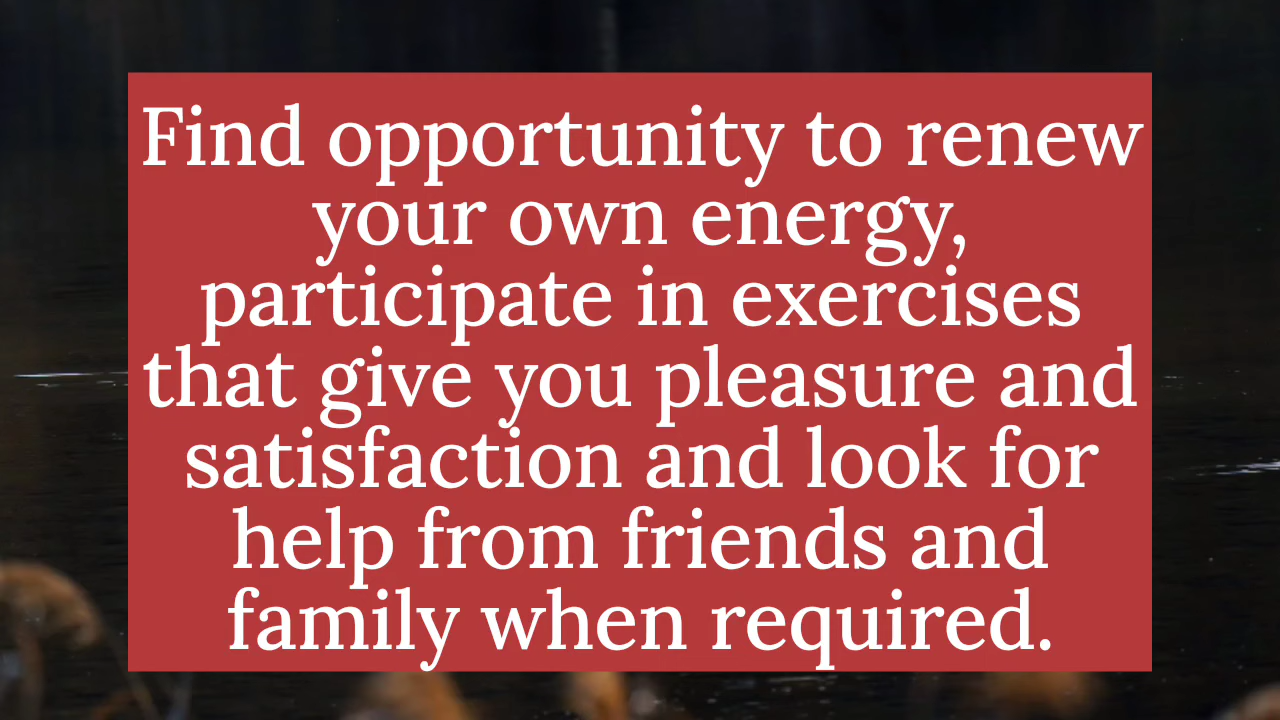 Find opportunity to renew
your own energy,
participate in exercises
that give you pleasure and
satisfaction and look for
help from friends and
family when required.